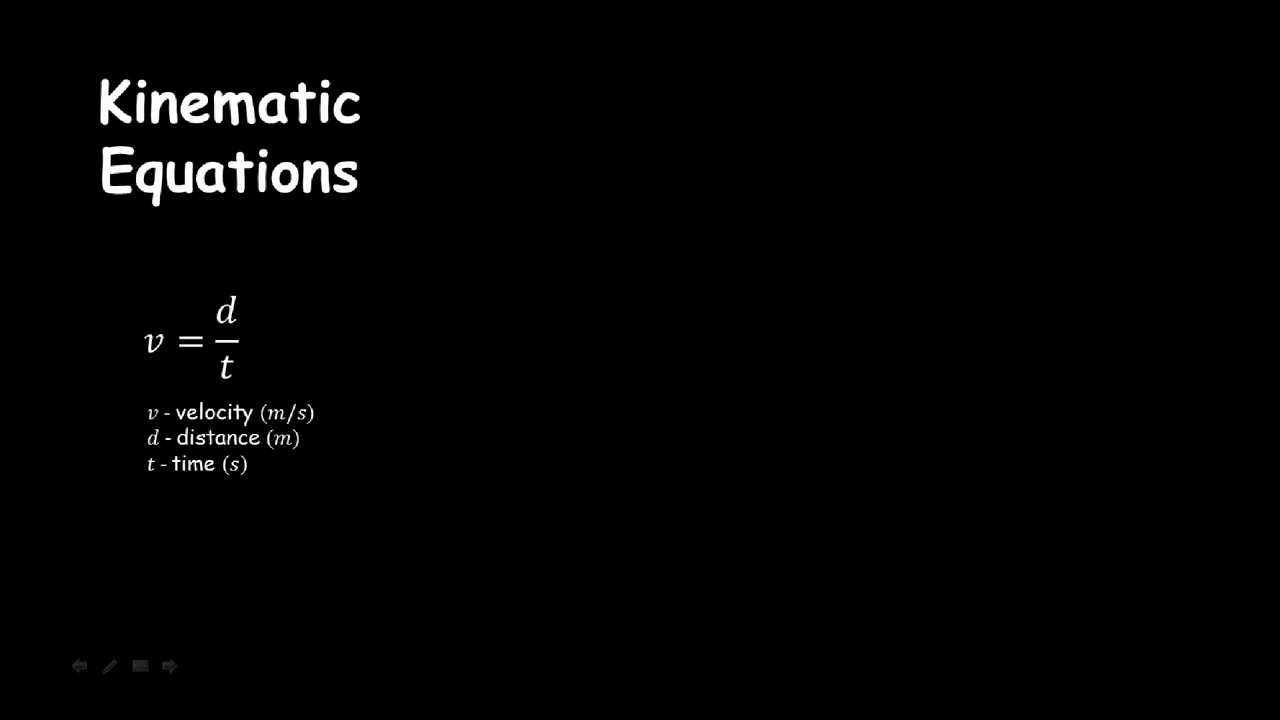 Kinematic
Equations
v = d/t
v - velocity (m/s)
d - distance (m)
t - time (s)